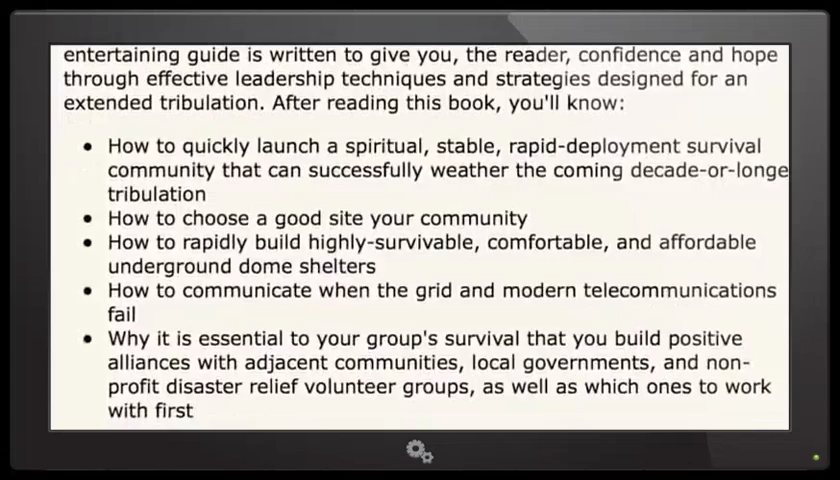 entertaining guide is written to give you, the reader, confidence and hope
through effective leadership techniques and strategies designed for an
extended tribulation. After reading this book, you'll know:
• How to quickly launch a spiritual, stable, rapid-deployment survival
community that can successfully weather the coming decade-or-longe
tribulation
• How to choose a good site your community
• How to rapidly build highly-survivable, comfortable, and affordable
underground dome shelters
• How to communicate when the grid and modern telecommunications
fail
• Why it is essential to your group's survival that you build positive
alliances with adjacent communities, local governments, and non-
profit disaster relief volunteer groups, as well as which ones to work
with first